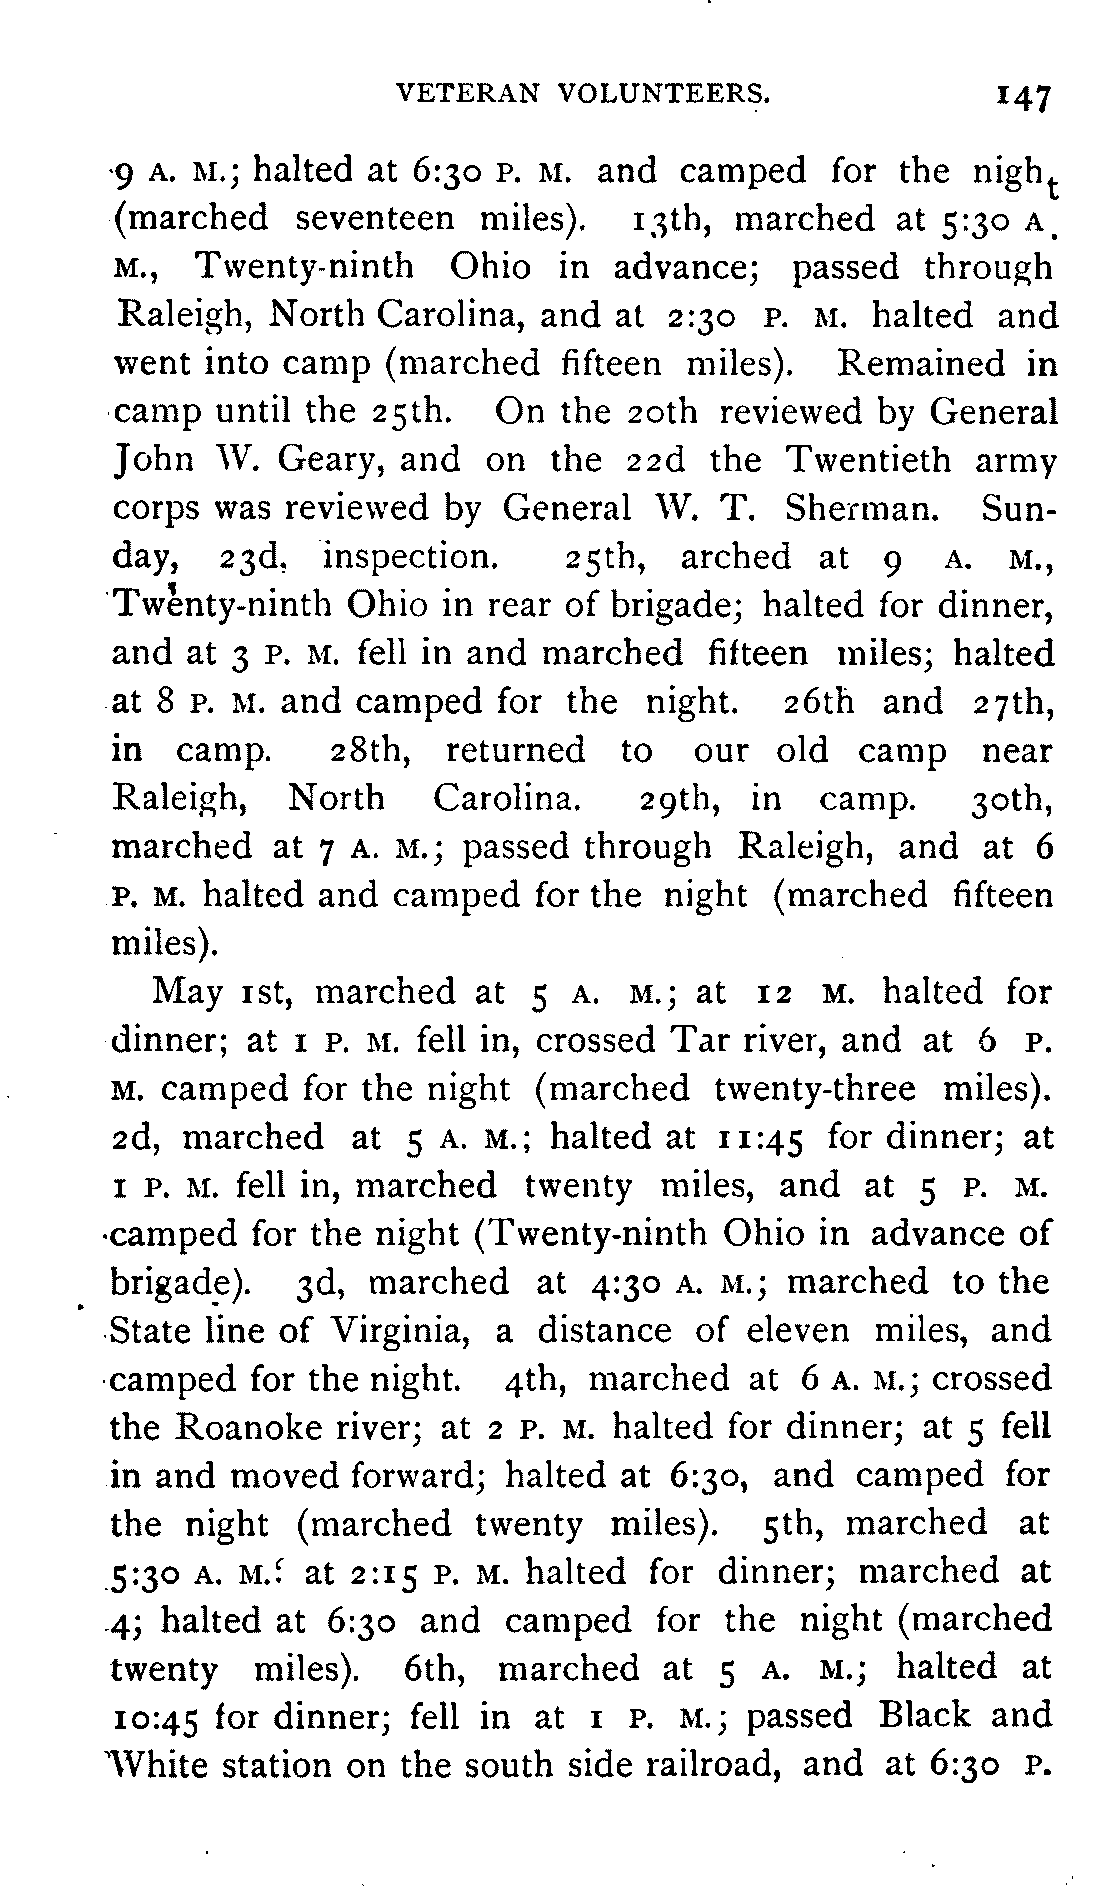 VETERAN VOLUNTEERS. 147
9 A. M.; halted at 6:30 P. M. and camped for the night
(marched seventeen miles). 13th, marched at 5:30 A.
M., Twenty-ninth Ohio in advance; passed through
Raleigh, North Carolina, and at 2:30 P. M. halted and
went into camp (marched fifteen miles). Remained in
camp until the 25th. On the 20th reviewed by General
John W. Geary, and on the 22d the Twentieth army
corps was reviewed by General W. T. Sherman. Sun-
day, 23d, inspection. 25th, arched at 9 A. M.,
Twenty-ninth Ohio in rear of brigade; halted for dinner,
and at 3 P. M. fell in and marched fifteen miles; halted
at 8 P. M. and camped for the night. 26th and 27th,
in camp. 28th, returned to our old camp near
Raleigh, North Carolina. 29th, in camp. 30th,
marched at 7 A. M.; passed through Raleigh, and at 6
P. M. halted and camped for the night (marched fifteen
miles).
May 1st, marched at 5 A. M.; at 12 M. halted for
dinner; at 1 P. M. fell in, crossed Tar river, and at 6 P.
M. camped for the night (marched twenty-three miles).
2d, marched at 5 A. M.; halted at 11:45 for dinner; at
1 P. M. fell in, marched twenty miles, and at 5 P. M.
camped for the night (Twenty-ninth Ohio in advance of
brigade). 3d, marched at 4:30 A. M.; marched to the
State line of Virginia, a distance of eleven miles, and
camped for the night. 4th, marched at 6 A. M.; crossed
the Roanoke river; at 2 P. M. halted for dinner; at 5 fell
in and moved forward; halted at 6:30, and camped for
the night (marched twenty miles). 5th, marched at
5:30 A. M.; at 2:15 P. M. halted for dinner; marched at
4; halted at 6:30 and camped for the night (marched
twenty miles). 6th, marched at 5 A. M.; halted at
10:45 for dinner; fell in at 1 P. M.; passed Black and
White station on the south side railroad, and at 6:30 P.